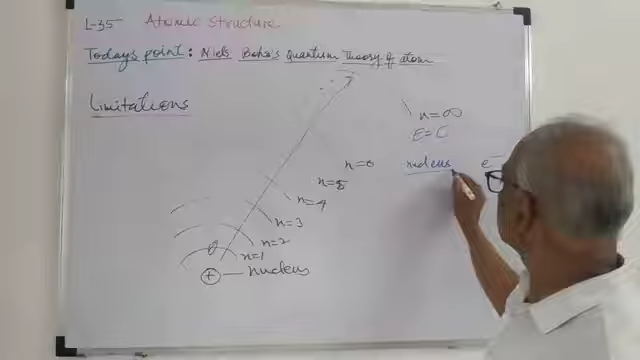 L-35 Atomic Structure
Todays point: Niels Bohr's Quantum Theory of atom
Limitations
n=∞
E=C
nucleus e⁻
n=6
n=5
n=4
n=3
n=2
n=1
+ nucleus